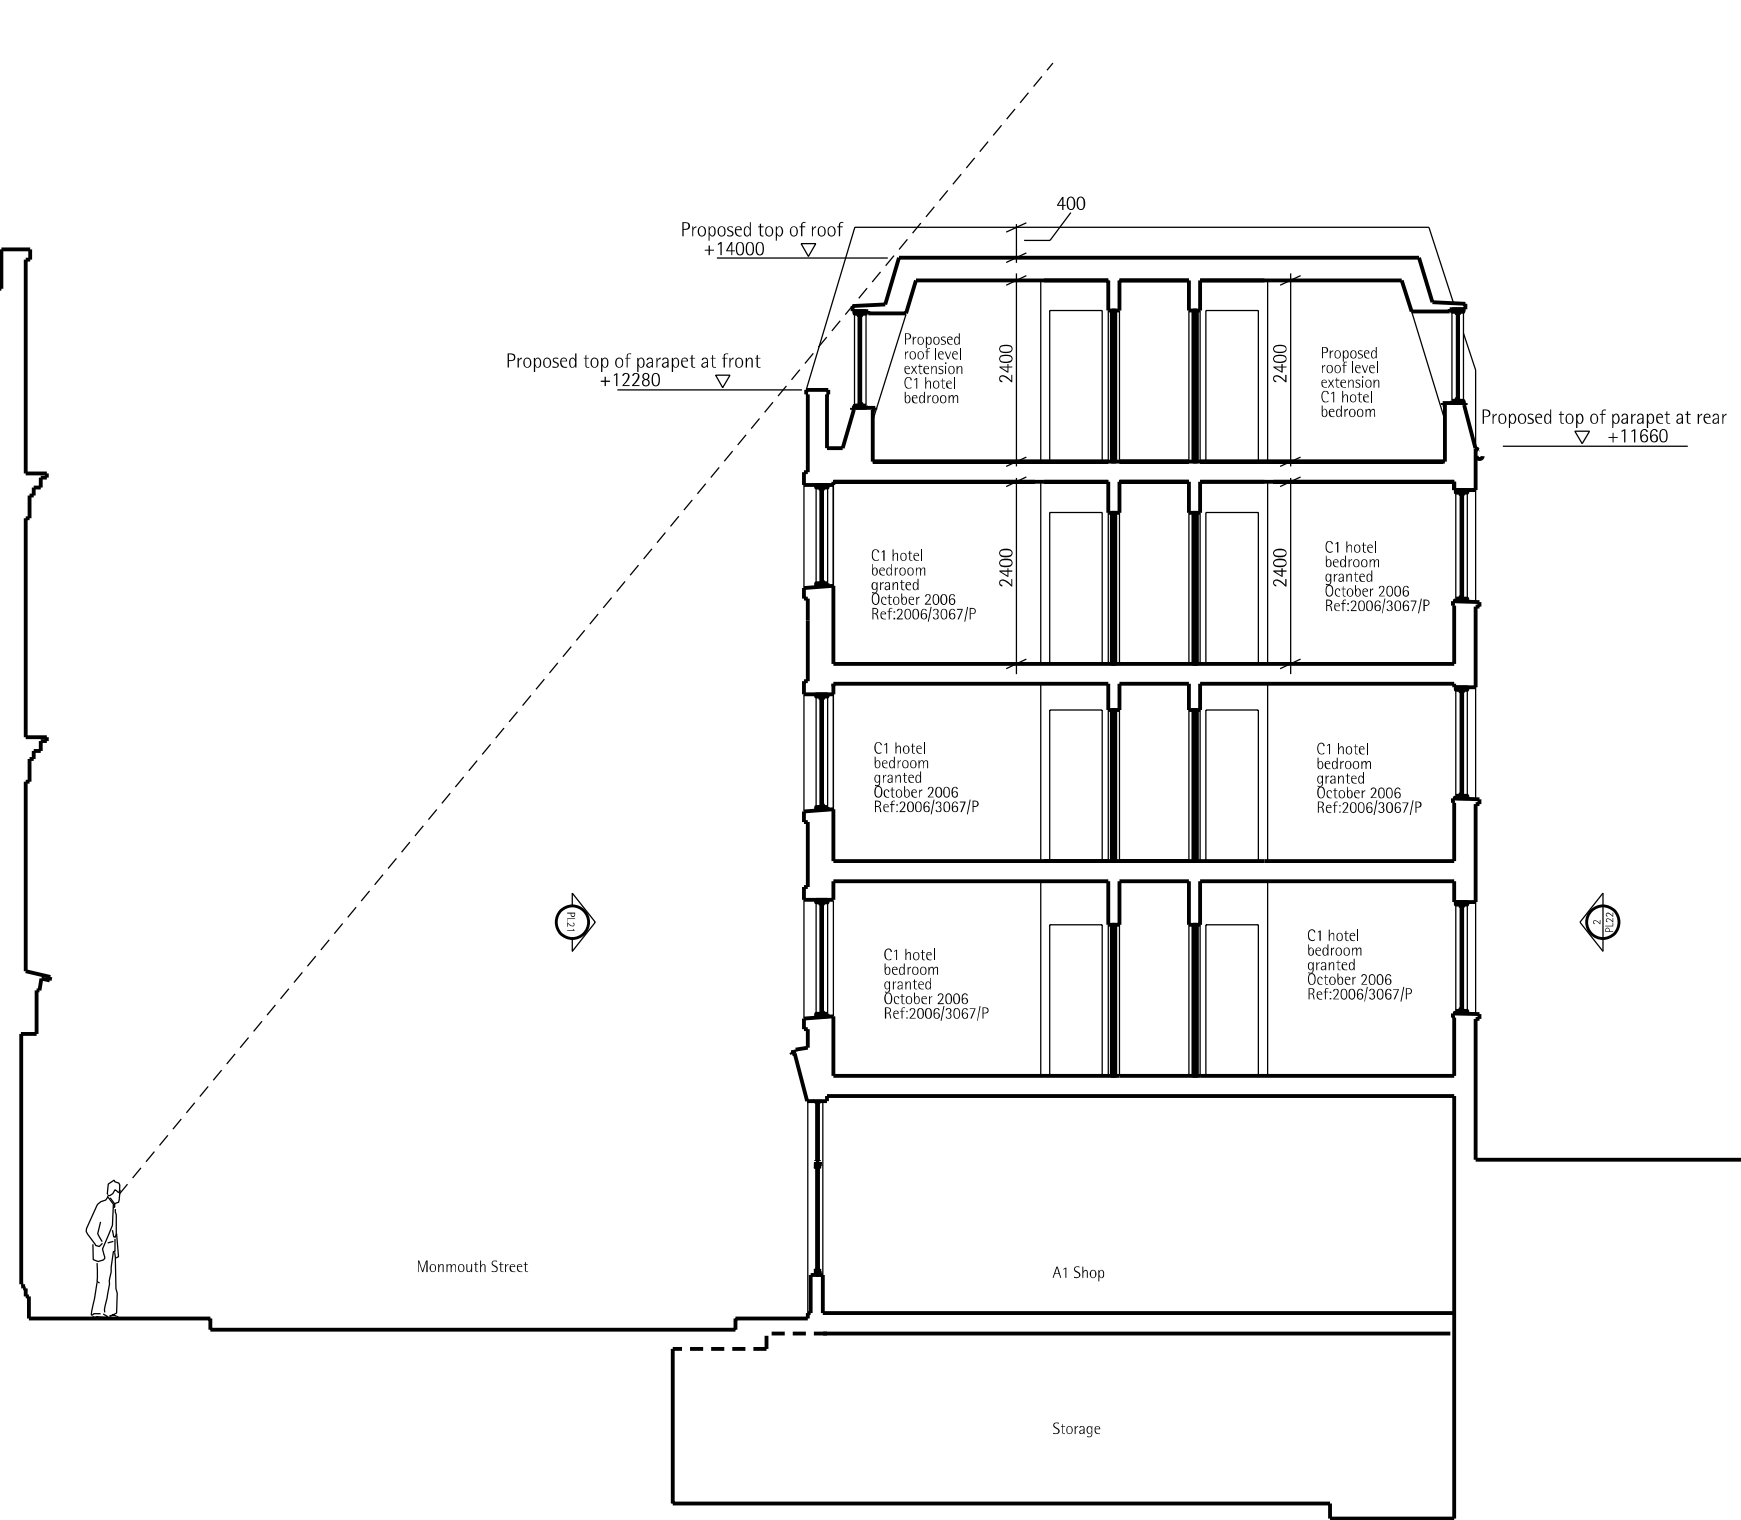 400
Proposed top of roof
+14000
Proposed top of parapet at front
+12280
Proposed
roof level
extension
C1 hotel
bedroom
2400
2400
Proposed
roof level
extension
C1 hotel
bedroom
Proposed top of parapet at rear
+11660
C1 hotel
bedroom
granted
October 2006
Ref:2006/3067/P
2400
2400
C1 hotel
bedroom
granted
October 2006
Ref:2006/3067/P
C1 hotel
bedroom
granted
October 2006
Ref:2006/3067/P
C1 hotel
bedroom
granted
October 2006
Ref:2006/3067/P
PL21
C1 hotel
bedroom
granted
October 2006
Ref:2006/3067/P
C1 hotel
bedroom
granted
October 2006
Ref:2006/3067/P
2
PL22
Monmouth Street
A1 Shop
Storage